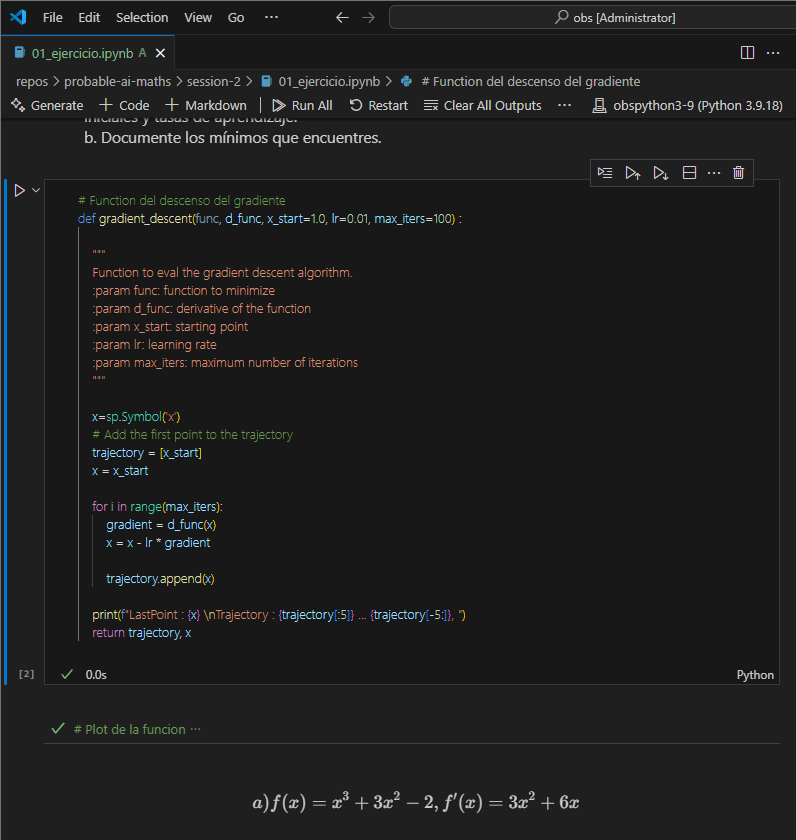 File Edit Selection View Go ··· obs [Administrator]
01_ejercicio.ipynb A
repos > probable-ai-maths > session-2 > 01_ejercicio.ipynb > # Function del descenso del gradiente
Generate + Code + Markdown | Run All Restart Clear All Outputs ··· obspython3-9 (Python 3.9.18)
iniciales y tasas de aprendizaje.
b. Documente los mínimos que encuentres.
# Function del descenso del gradiente
def gradient_descent(func, d_func, x_start=1.0, lr=0.01, max_iters=100) :
"""
Function to eval the gradient descent algorithm.
:param func: function to minimize
:param d_func: derivative of the function
:param x_start: starting point
:param lr: learning rate
:param max_iters: maximum number of iterations
"""
x=sp.Symbol('x')
# Add the first point to the trajectory
trajectory = [x_start]
x = x_start
for i in range(max_iters):
gradient = d_func(x)
x = x - lr * gradient
trajectory.append(x)
print(f"LastPoint : {x} \nTrajectory : {trajectory[:5]} ... {trajectory[-5:]}, ")
return trajectory, x
[2] 0.0s Python
# Plot de la funcion ···
a)f(x) = x³ + 3x² − 2, f′(x) = 3x² + 6x